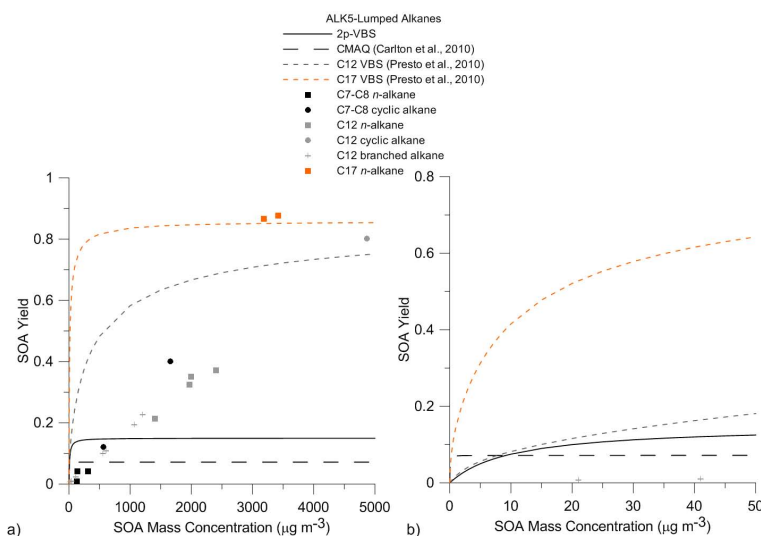 ALK5-Lumped Alkanes
2p-VBS
CMAQ (Carlton et al., 2010)
C12 VBS (Presto et al., 2010)
C17 VBS (Presto et al., 2010)
C7-C8 n-alkane
C7-C8 cyclic alkane
C12 n-alkane
C12 cyclic alkane
C12 branched alkane
C17 n-alkane
1
0.8
0.6
0.4
0.2
0
SOA Yield
0 1000 2000 3000 4000 5000
SOA Mass Concentration (μg m⁻³)
a)
0.8
0.6
0.4
0.2
0
SOA Yield
0 10 20 30 40 50
SOA Mass Concentration (μg m⁻³)
b)